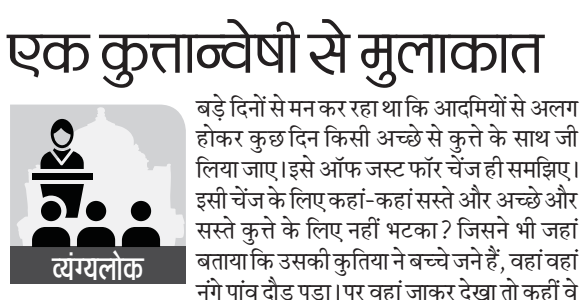 एक कुत्तान्वेषी से मुलाकात
बड़े दिनों से मन कर रहा था कि आदमियों से अलग
होकर कुछ दिन किसी अच्छे से कुत्ते के साथ जी
लिया जाए। इसे ऑफ जस्ट फॉर चेंज ही समझिए।
इसी चेंज के लिए कहां-कहां सस्ते और अच्छे और
सस्ते कुत्ते के लिए नहीं भटका? जिसने भी जहां
बताया कि उसकी कुतिया ने बच्चे जने हैं, वहां वहां
नंगे पांव दौड़ पड़ा। पर वहां जाकर देखा तो कहीं वे
व्यंग्यलोक